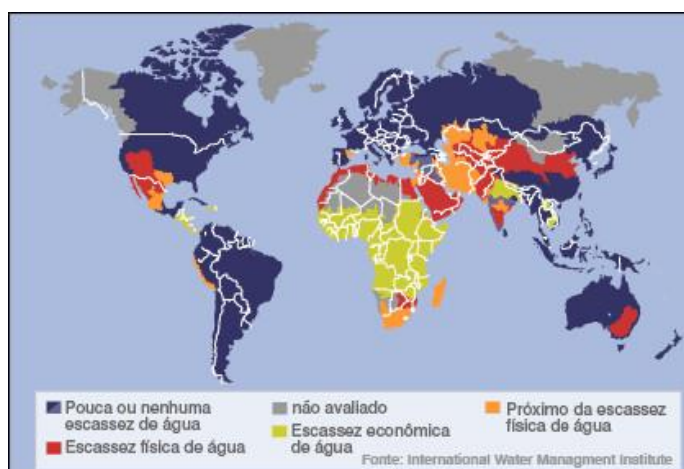 Pouca ou nenhuma
escassez de água
Escassez física de água
não avaliado
Escassez econômica
de água
Próximo da escassez
física de água
Fonte: International Water Managment Institute